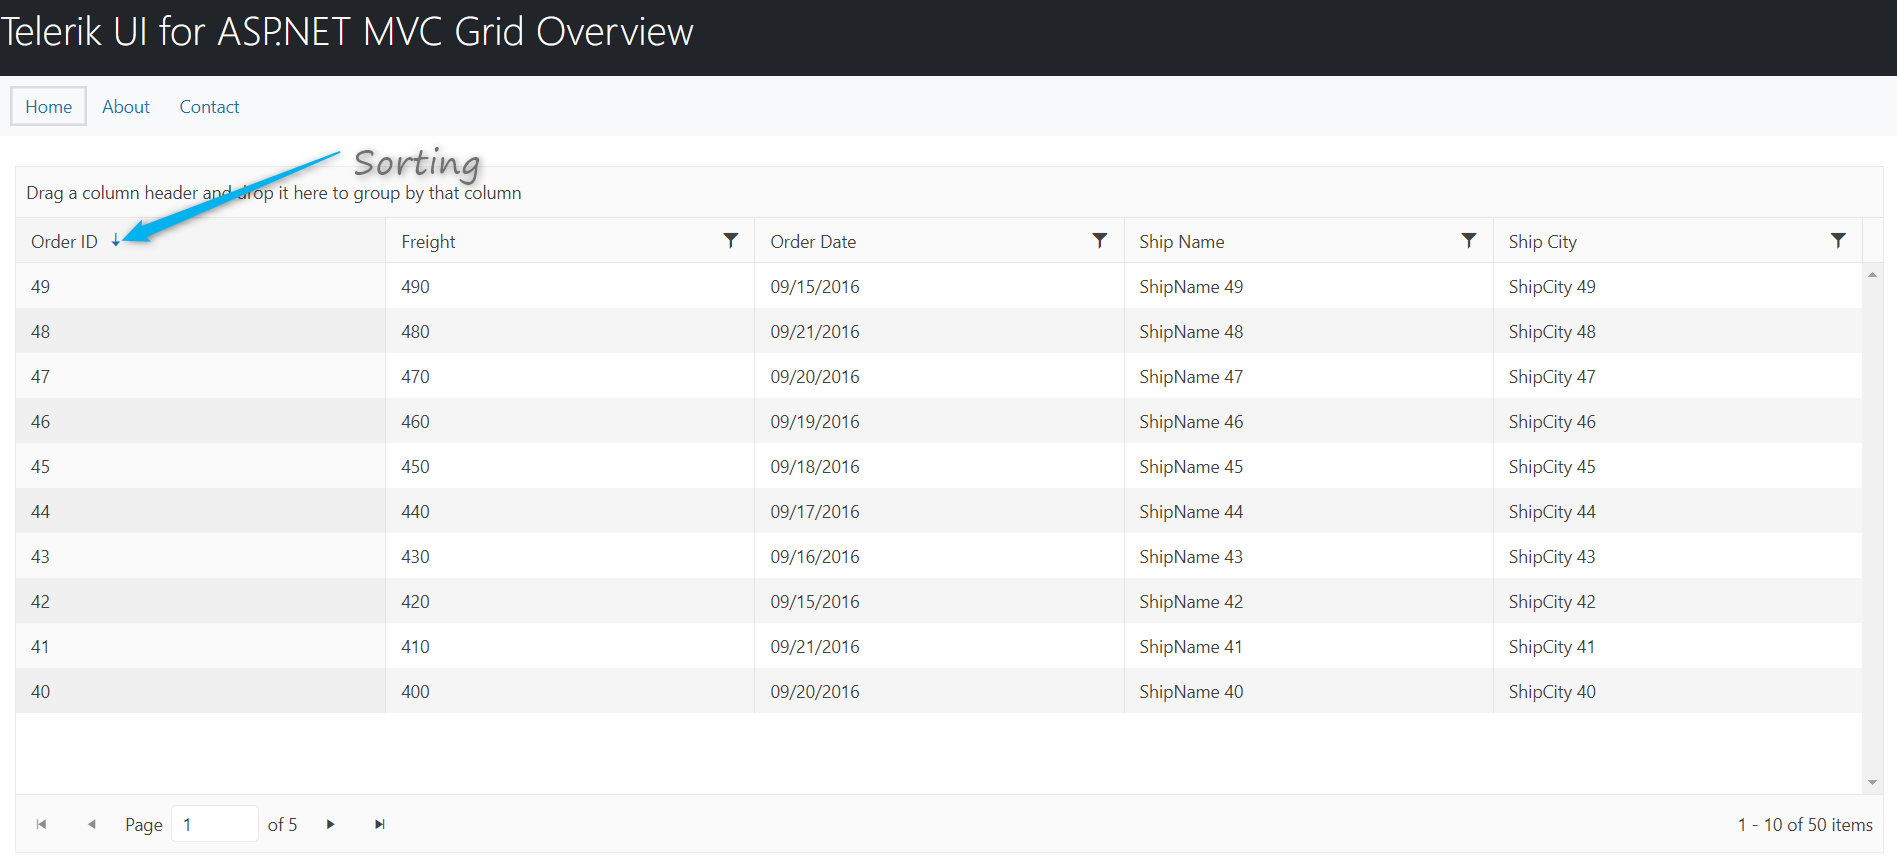 Telerik UI for ASP.NET MVC Grid Overview
Home About Contact
Sorting
Drag a column header and drop it here to group by that column
Order ID Freight Order Date Ship Name Ship City
49 490 09/15/2016 ShipName 49 ShipCity 49
48 480 09/21/2016 ShipName 48 ShipCity 48
47 470 09/20/2016 ShipName 47 ShipCity 47
46 460 09/19/2016 ShipName 46 ShipCity 46
45 450 09/18/2016 ShipName 45 ShipCity 45
44 440 09/17/2016 ShipName 44 ShipCity 44
43 430 09/16/2016 ShipName 43 ShipCity 43
42 420 09/15/2016 ShipName 42 ShipCity 42
41 410 09/21/2016 ShipName 41 ShipCity 41
40 400 09/20/2016 ShipName 40 ShipCity 40
Page 1 of 5 1 - 10 of 50 items